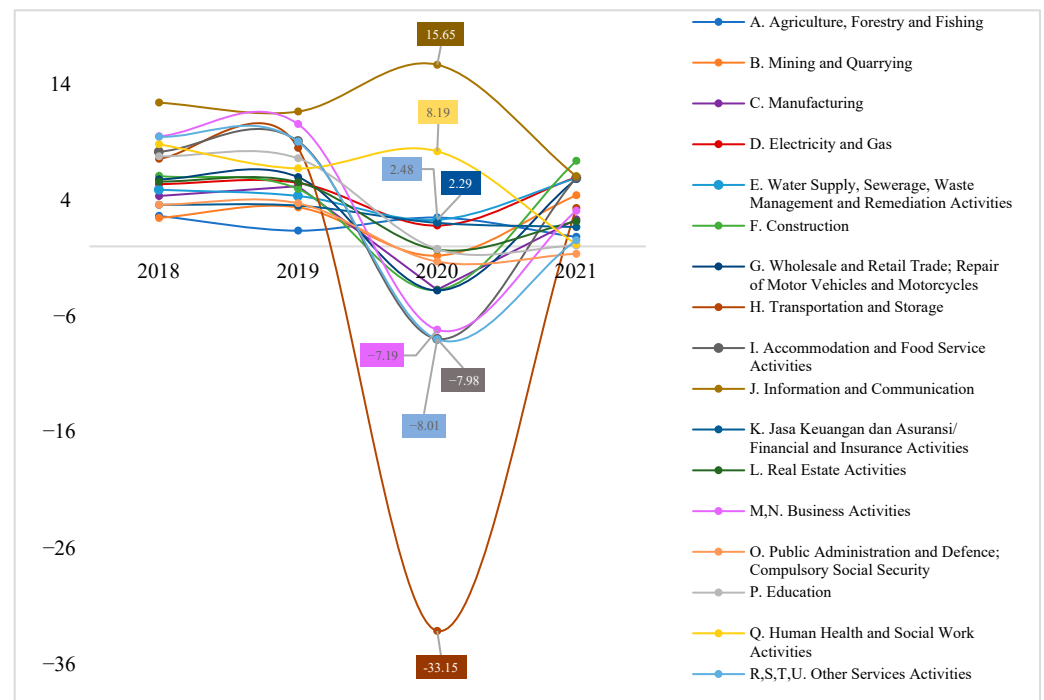 15.65
14
8.19
2.48
2.29
4
2018
2019
2020
2021
−6
−7.19
−7.98
−8.01
−16
−26
−36
-33.15
A. Agriculture, Forestry and Fishing
B. Mining and Quarrying
C. Manufacturing
D. Electricity and Gas
E. Water Supply, Sewerage, Waste
Management and Remediation Activities
F. Construction
G. Wholesale and Retail Trade; Repair
of Motor Vehicles and Motorcycles
H. Transportation and Storage
I. Accommodation and Food Service
Activities
J. Information and Communication
K. Jasa Keuangan dan Asuransi/
Financial and Insurance Activities
L. Real Estate Activities
M,N. Business Activities
O. Public Administration and Defence;
Compulsory Social Security
P. Education
Q. Human Health and Social Work
Activities
R,S,T,U. Other Services Activities